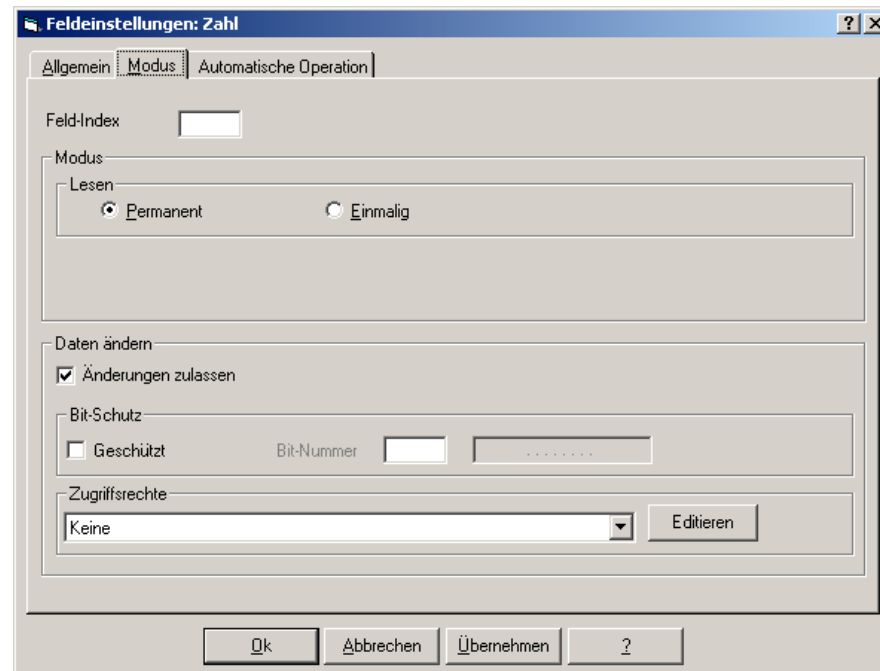 Feldeinstellungen: Zahl
Allgemein Modus Automatische Operation
Feld-Index
Modus
Lesen
Permanent Einmalig
Daten ändern
Änderungen zulassen
Bit-Schutz
Geschützt Bit-Nummer ........
Zugriffsrechte
Keine Editieren
Ok Abbrechen Übernehmen ?